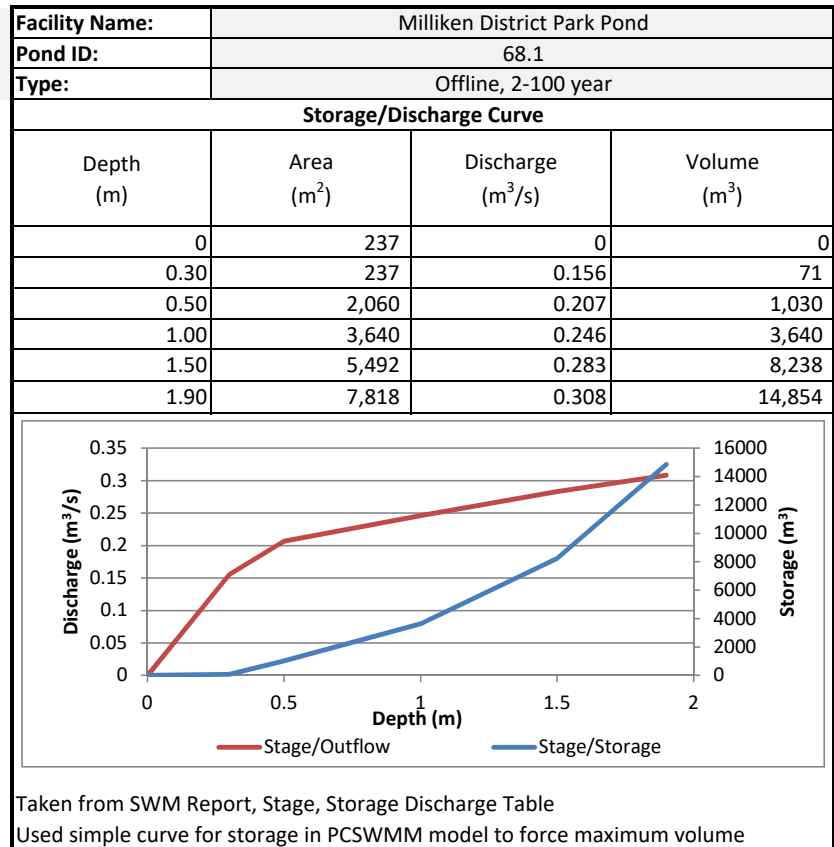 Facility Name: Milliken District Park Pond
Pond ID: 68.1
Type: Offline, 2-100 year
Storage/Discharge Curve
Depth Area Discharge Volume
(m) (m²) (m³/s) (m³)
0 237 0 0
0.30 237 0.156 71
0.50 2,060 0.207 1,030
1.00 3,640 0.246 3,640
1.50 5,492 0.283 8,238
1.90 7,818 0.308 14,854
0.35 16000
0.3 14000
0.25 12000
0.2 10000
0.15 8000
0.1 6000
0.05 4000
0 2000
0
Discharge (m³/s)
Storage (m³)
0 0.5 1 1.5 2
Depth (m)
Stage/Outflow Stage/Storage
Taken from SWM Report, Stage, Storage Discharge Table
Used simple curve for storage in PCSWMM model to force maximum volume